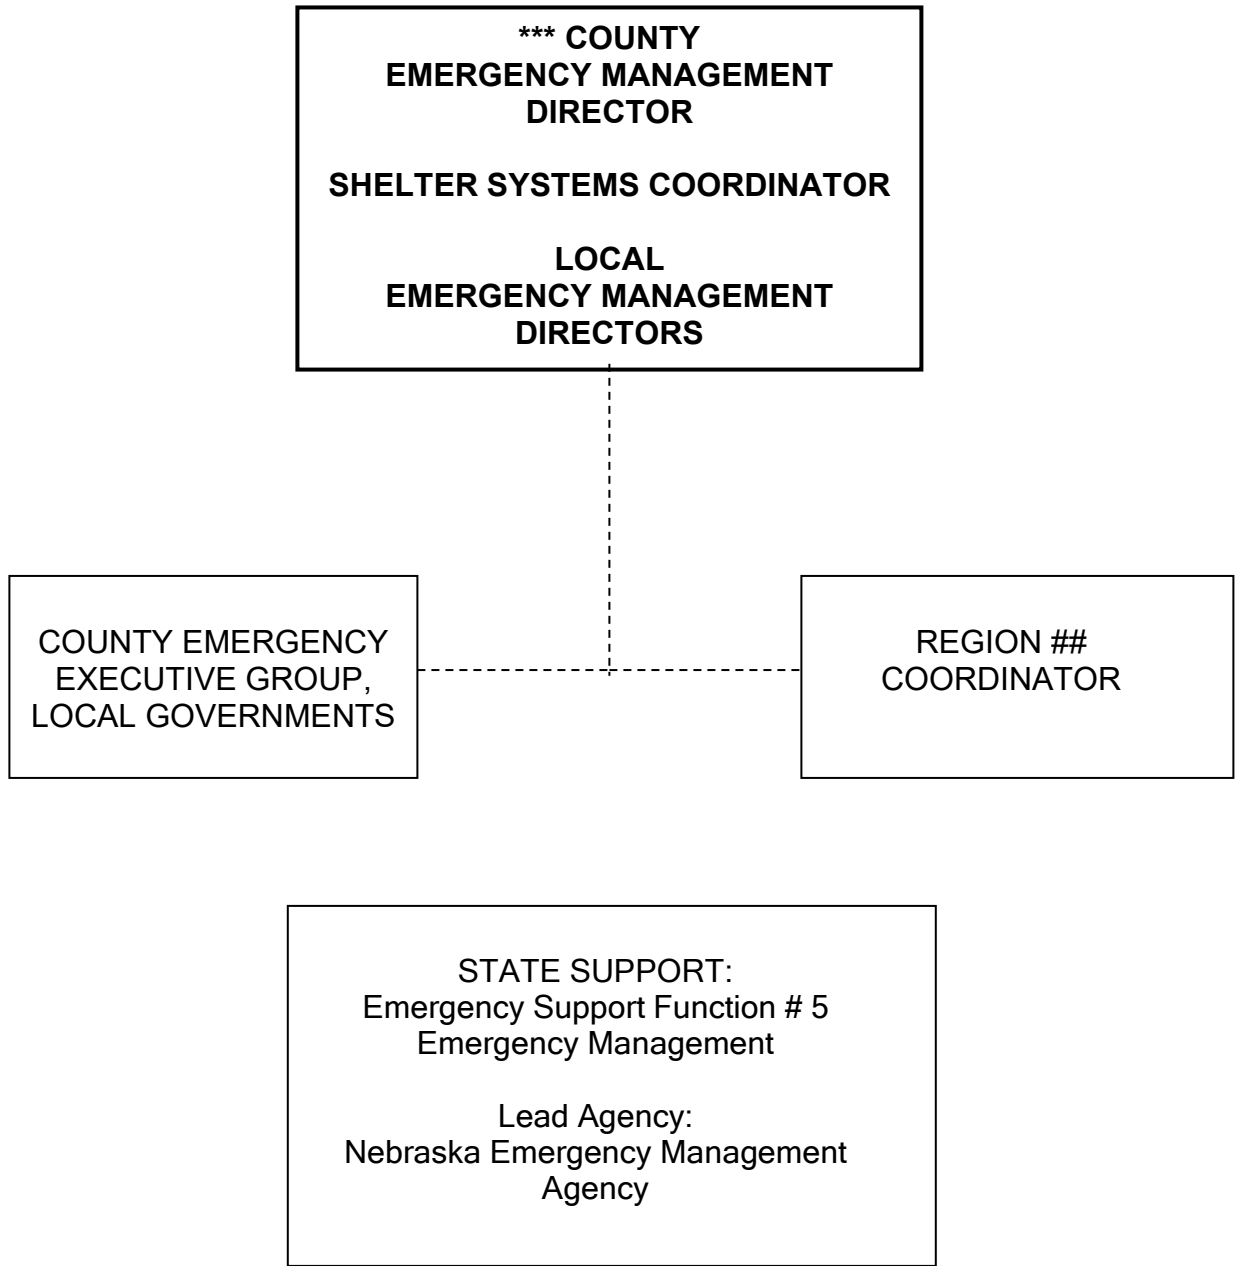 *** COUNTY
EMERGENCY MANAGEMENT
DIRECTOR
SHELTER SYSTEMS COORDINATOR
LOCAL
EMERGENCY MANAGEMENT
DIRECTORS
COUNTY EMERGENCY
EXECUTIVE GROUP,
LOCAL GOVERNMENTS
REGION ##
COORDINATOR
STATE SUPPORT:
Emergency Support Function # 5
Emergency Management
Lead Agency:
Nebraska Emergency Management
Agency